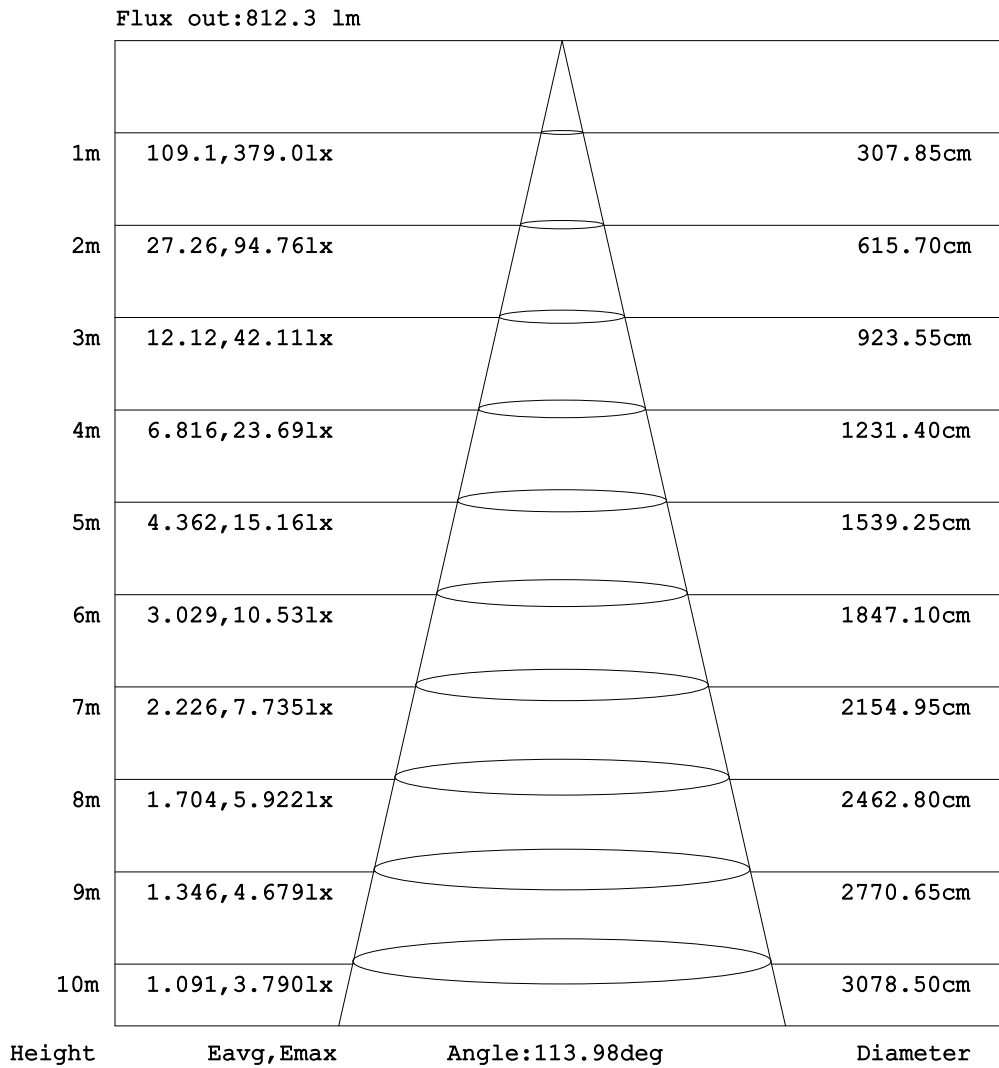 Flux out:812.3 lm
1m 109.1,379.0lx 307.85cm
2m 27.26,94.76lx 615.70cm
3m 12.12,42.11lx 923.55cm
4m 6.816,23.69lx 1231.40cm
5m 4.362,15.16lx 1539.25cm
6m 3.029,10.53lx 1847.10cm
7m 2.226,7.735lx 2154.95cm
8m 1.704,5.922lx 2462.80cm
9m 1.346,4.679lx 2770.65cm
10m 1.091,3.790lx 3078.50cm
Height Eavg,Emax Angle:113.98deg Diameter